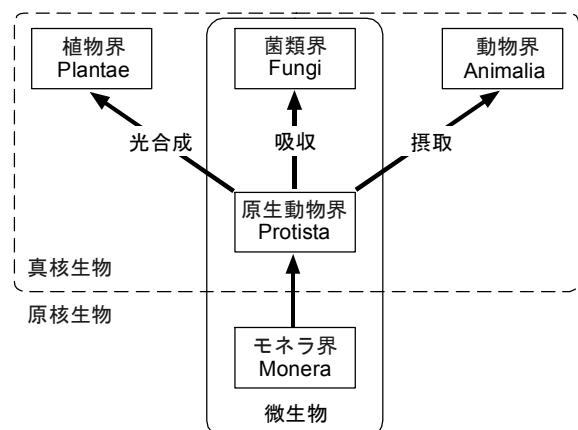 植物界
Plantae
菌類界
Fungi
動物界
Animalia
光合成
吸収
摂取
原生動物界
Protista
真核生物
原核生物
モネラ界
Monera
微生物